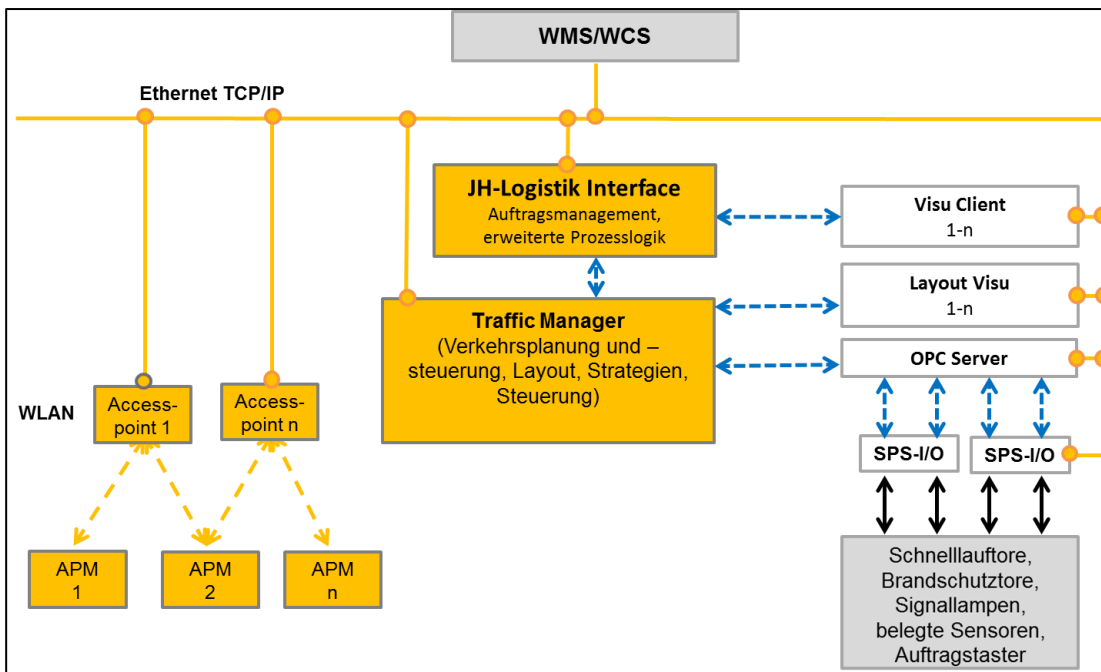 WMS/WCS
Ethernet TCP/IP
JH-Logistik Interface
Auftragsmanagement,
erweiterte Prozesslogik
Visu Client
1-n
Layout Visu
1-n
Traffic Manager
(Verkehrsplanung und –
steuerung, Layout, Strategien,
Steuerung)
OPC Server
WLAN
Access-
point 1
Access-
point n
SPS-I/O
SPS-I/O
APM
1
APM
2
APM
n
Schnelllauftore,
Brandschutztore,
Signallampen,
belegte Sensoren,
Auftragstaster